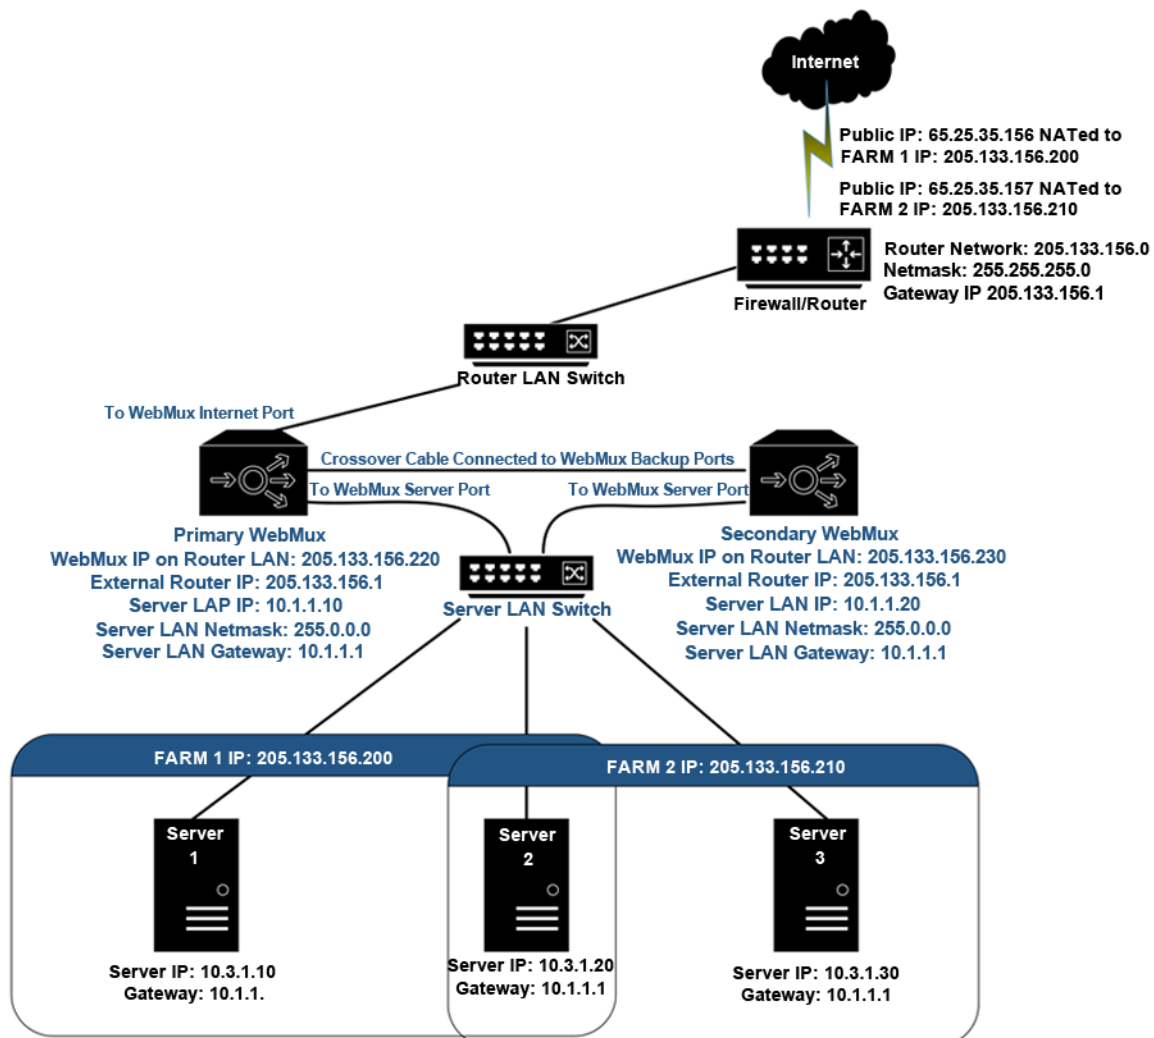 Internet
Public IP: 65.25.35.156 NATed to
FARM 1 IP: 205.133.156.200
Public IP: 65.25.35.157 NATed to
FARM 2 IP: 205.133.156.210
Router Network: 205.133.156.0
Netmask: 255.255.255.0
Gateway IP 205.133.156.1
Firewall/Router
Router LAN Switch
To WebMux Internet Port
Crossover Cable Connected to WebMux Backup Ports
To WebMux Server Port
To WebMux Server Port
Primary WebMux
WebMux IP on Router LAN: 205.133.156.220
External Router IP: 205.133.156.1
Server LAP IP: 10.1.1.10
Server LAN Netmask: 255.0.0.0
Server LAN Gateway: 10.1.1.1
Secondary WebMux
WebMux IP on Router LAN: 205.133.156.230
External Router IP: 205.133.156.1
Server LAN IP: 10.1.1.20
Server LAN Netmask: 255.0.0.0
Server LAN Gateway: 10.1.1.1
Server LAN Switch
FARM 1 IP: 205.133.156.200
FARM 2 IP: 205.133.156.210
Server
1
Server IP: 10.3.1.10
Gateway: 10.1.1.
Server
2
Server IP: 10.3.1.20
Gateway: 10.1.1.1
Server
3
Server IP: 10.3.1.30
Gateway: 10.1.1.1